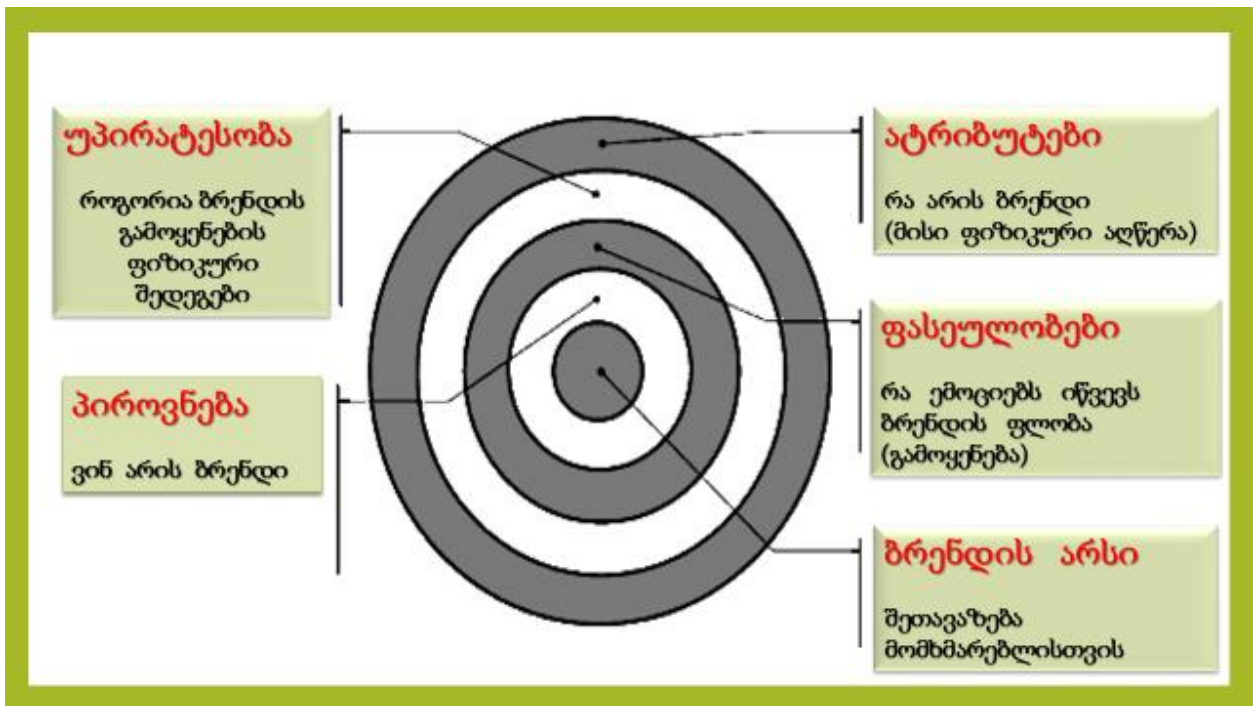 უპირატესობა
როგორია ბრენდის
გამოყენების
ფიზიკური
შედეგები
პიროვნება
ვინ არის ბრენდი
ატრიბუტები
რა არის ბრენდი
(მისი ფიზიკური აღწერა)
ფასეულობები
რა ემოციებს იწვევს
ბრენდის ფლობა
(გამოყენება)
ბრენდის არსი
შეთავაზება
მომხმარებლისთვის